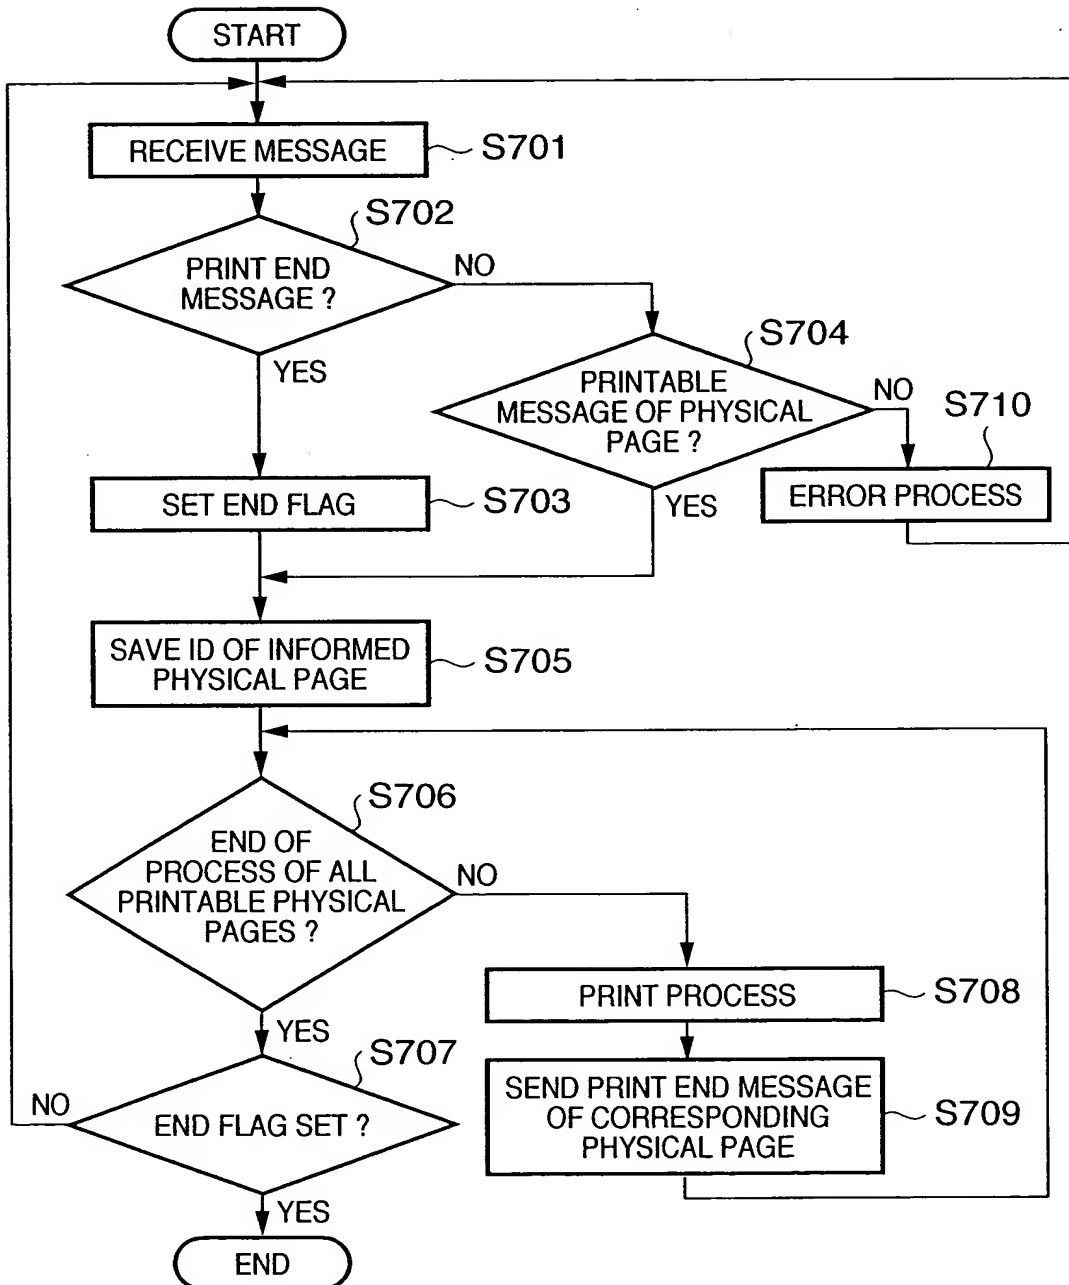 START
RECEIVE MESSAGE
S701
S702
PRINT END
MESSAGE ?
NO
YES
S704
PRINTABLE
MESSAGE OF PHYSICAL
PAGE ?
NO
YES
S710
ERROR PROCESS
SET END FLAG
S703
SAVE ID OF INFORMED
PHYSICAL PAGE
S705
S706
END OF
PROCESS OF ALL
PRINTABLE PHYSICAL
PAGES ?
NO
YES
PRINT PROCESS
S708
SEND PRINT END MESSAGE
OF CORRESPONDING
PHYSICAL PAGE
S709
S707
END FLAG SET ?
NO
YES
END